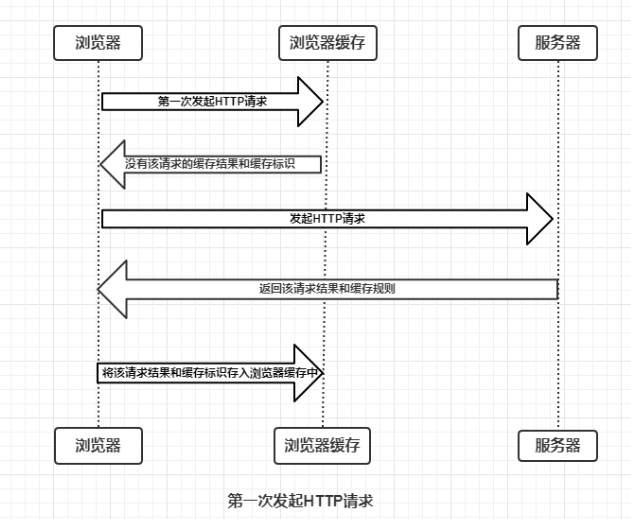 浏览器
浏览器缓存
服务器
第一次发起HTTP请求
没有该请求的缓存结果和缓存标识
发起HTTP请求
返回该请求结果和缓存规则
将该请求结果和缓存标识存入浏览器缓存中
浏览器
浏览器缓存
服务器
第一次发起HTTP请求